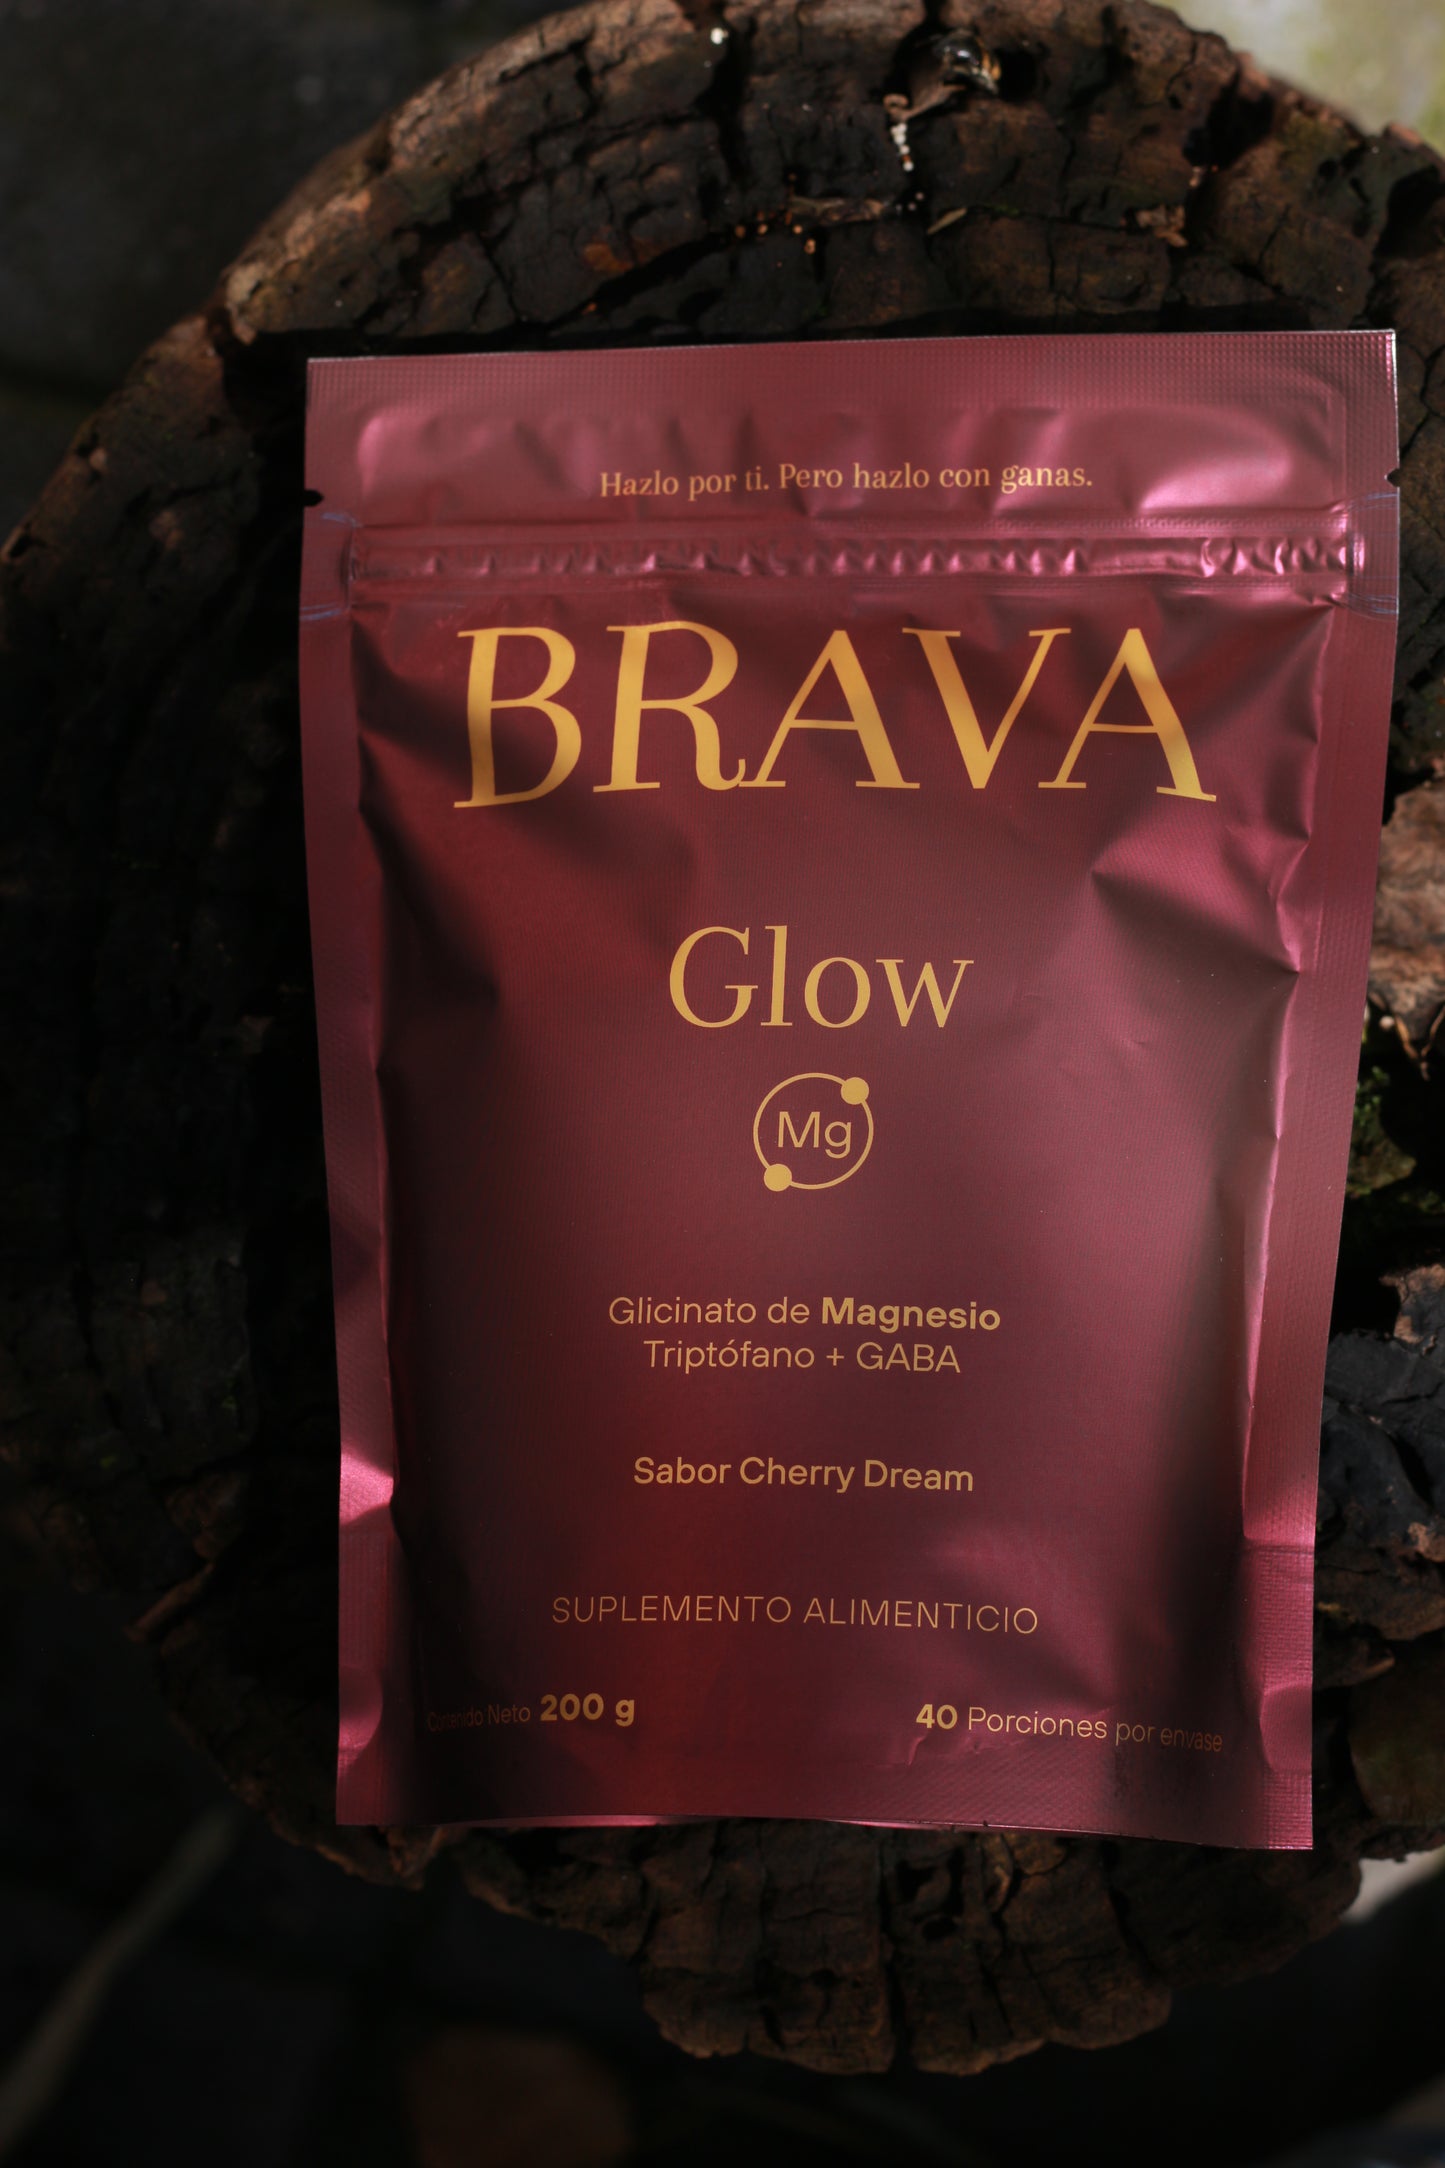 Hazlo por ti. Pero hazlo con ganas.
BRAVA
Glow
Mg
Glicinato de Magnesio
Triptófano + GABA
Sabor Cherry Dream
SUPLEMENTO ALIMENTICIO
Contenido Neto 200 g
40 Porciones por envase